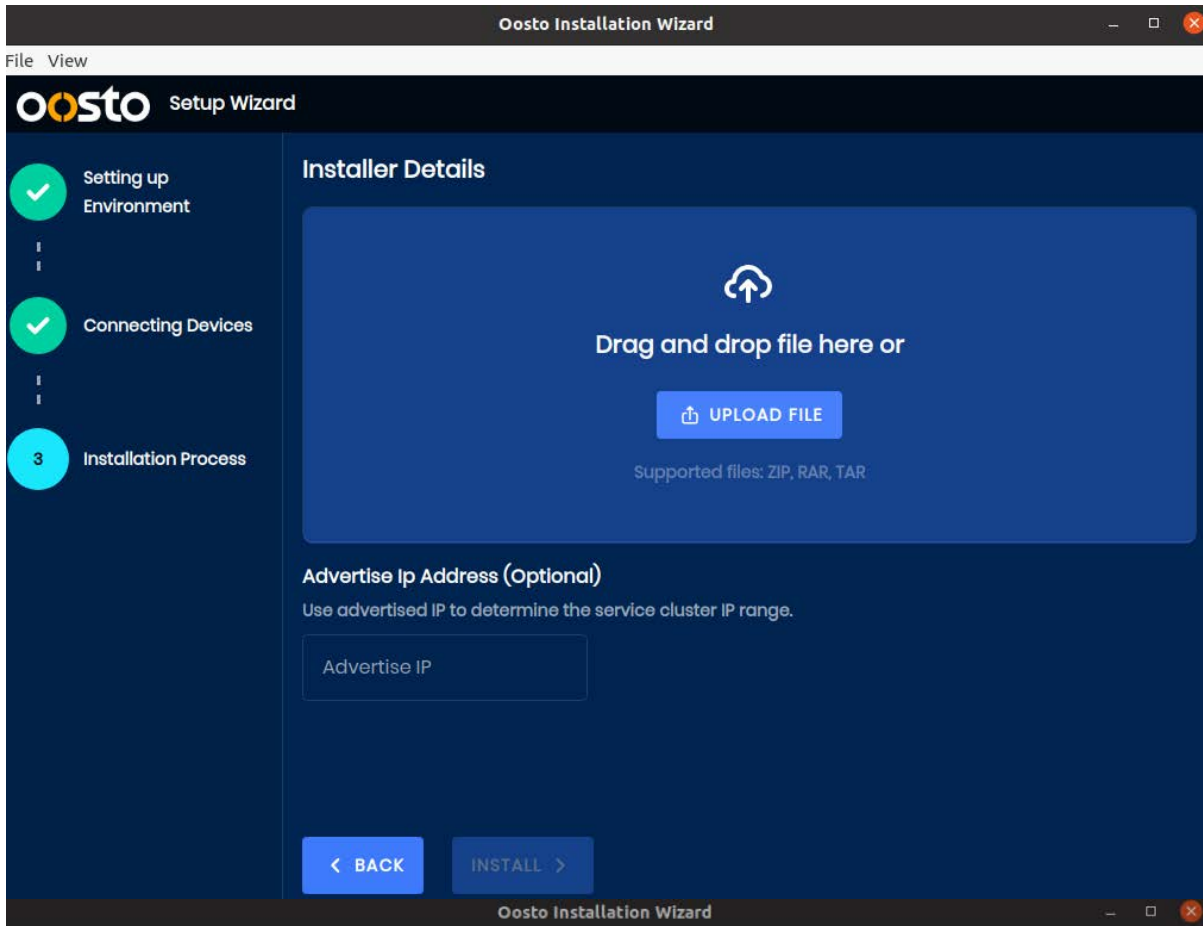 Oosto Installation Wizard
File View
oosto Setup Wizard
Setting up
Environment
Connecting Devices
3
Installation Process
Installer Details
Drag and drop file here or
UPLOAD FILE
Supported files: ZIP, RAR, TAR
Advertise Ip Address (Optional)
Use advertised IP to determine the service cluster IP range.
Advertise IP
BACK
INSTALL
Oosto Installation Wizard